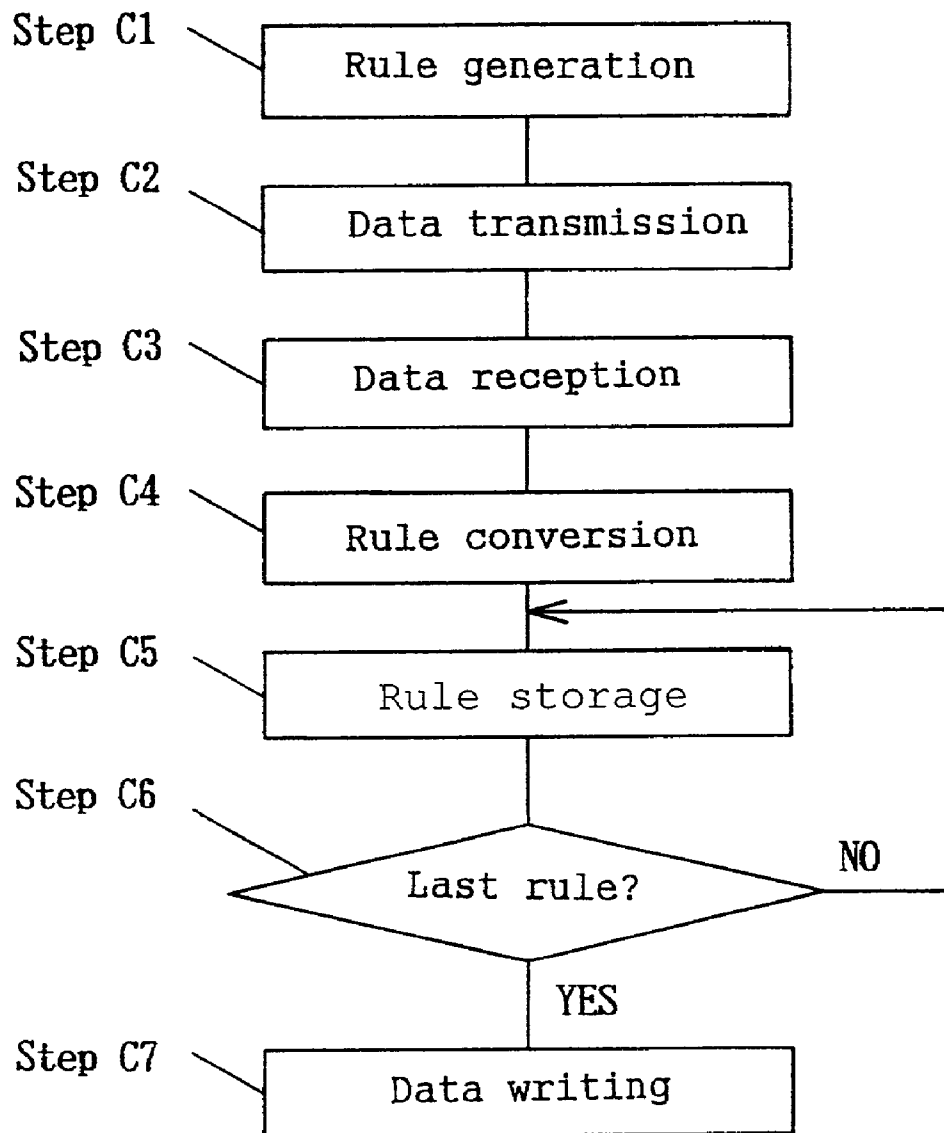 Step C1
Rule generation
Step C2
Data transmission
Step C3
Data reception
Step C4
Rule conversion
Step C5
Rule storage
Step C6
Last rule?
NO
YES
Step C7
Data writing